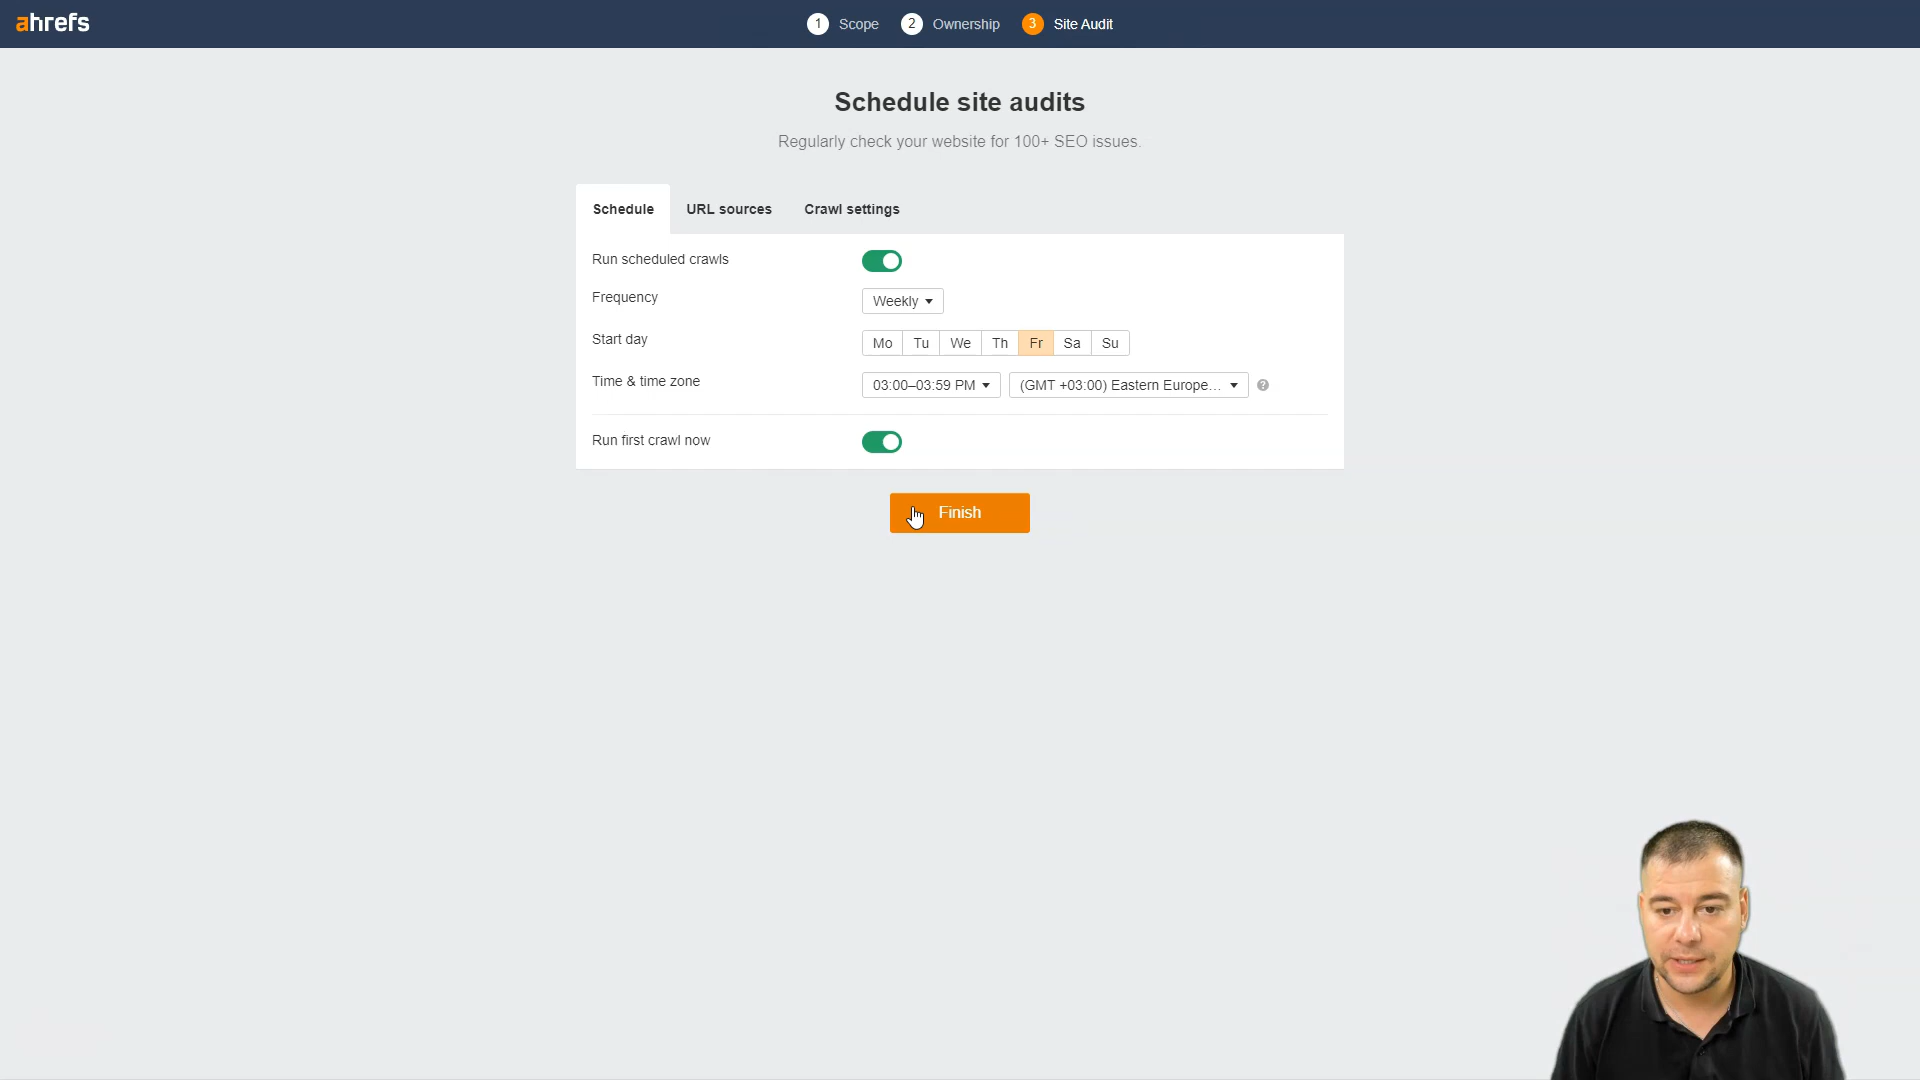 ahrefs
1 Scope 2 Ownership 3 Site Audit
Schedule site audits
Regularly check your website for 100+ SEO issues.
Schedule URL sources Crawl settings
Run scheduled crawls
Frequency Weekly
Start day Mo Tu We Th Fr Sa Su
Time & time zone 03:00–03:59 PM (GMT +03:00) Eastern Europe... ?
Run first crawl now
Finish